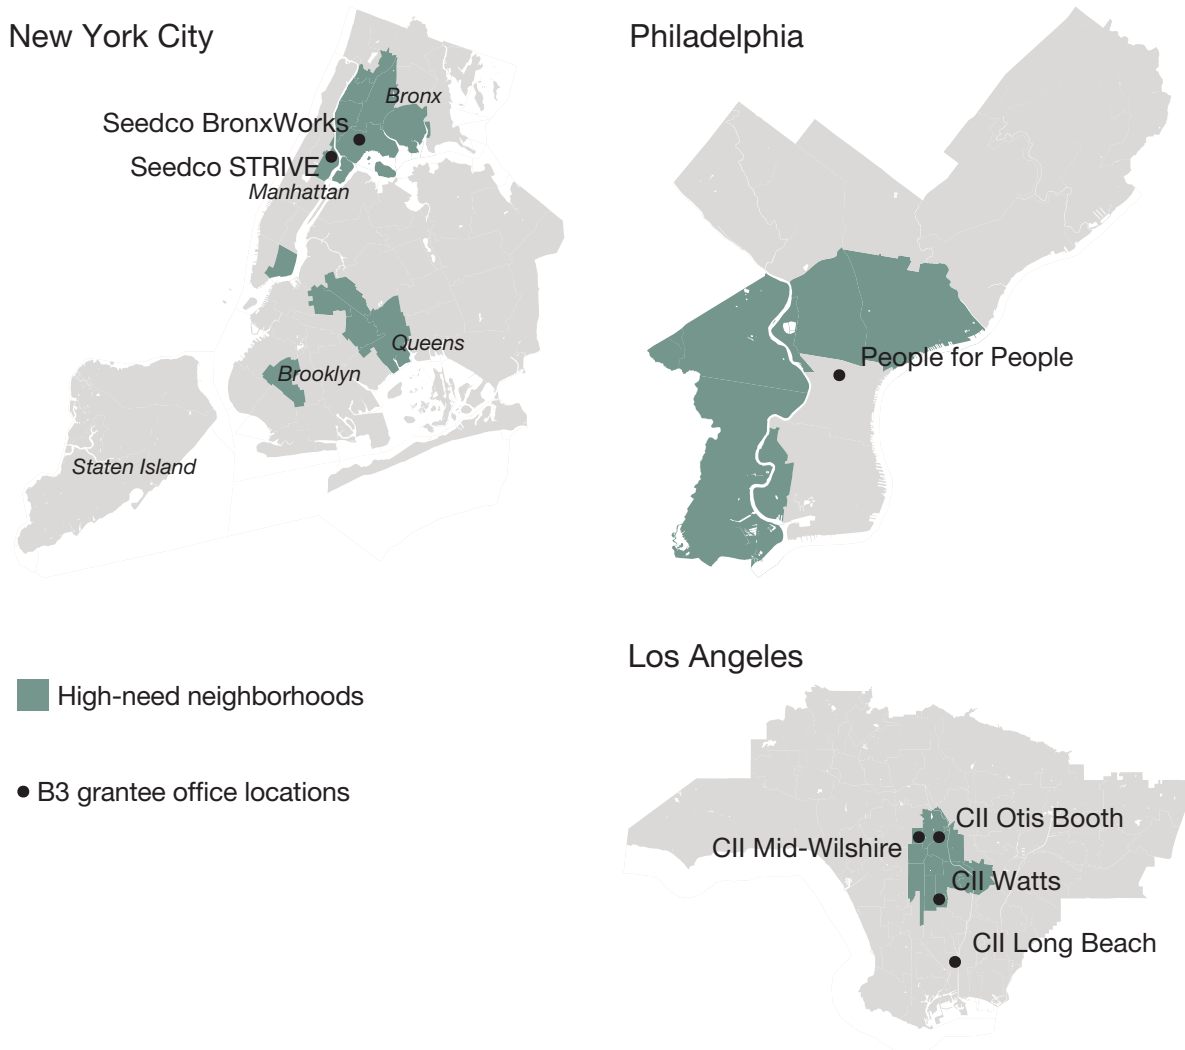 New York City
Bronx
Seedco BronxWorks
Seedco STRIVE
Manhattan
Queens
Brooklyn
Staten Island
Philadelphia
People for People
High-need neighborhoods
B3 grantee office locations
Los Angeles
CII Otis Booth
CII Mid-Wilshire
CII Watts
CII Long Beach